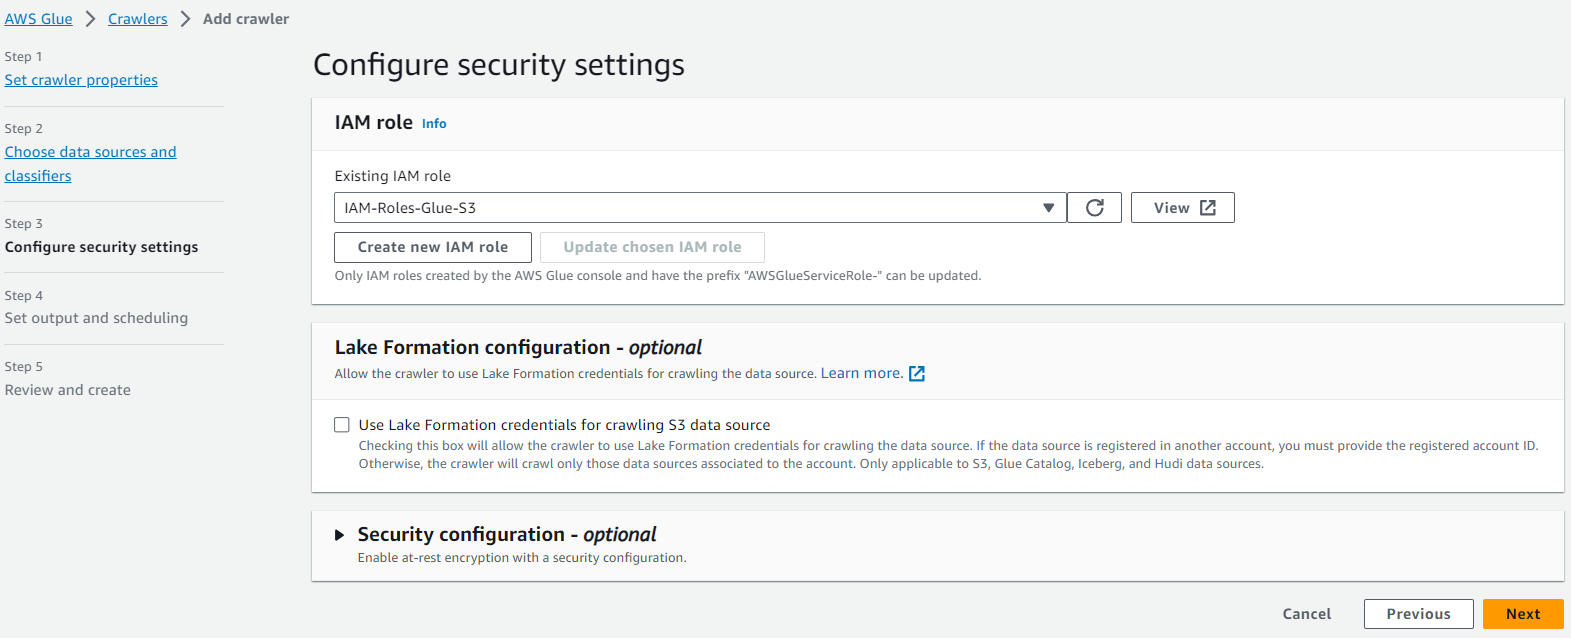 AWS Glue > Crawlers > Add crawler
Step 1
Set crawler properties
Step 2
Choose data sources and
classifiers
Step 3
Configure security settings
Step 4
Set output and scheduling
Step 5
Review and create
Configure security settings
IAM role Info
Existing IAM role
IAM-Roles-Glue-S3
View
Create new IAM role
Update chosen IAM role
Only IAM roles created by the AWS Glue console and have the prefix "AWSGlueServiceRole-" can be updated.
Lake Formation configuration - optional
Allow the crawler to use Lake Formation credentials for crawling the data source. Learn more.
Use Lake Formation credentials for crawling S3 data source
Checking this box will allow the crawler to use Lake Formation credentials for crawling the data source. If the data source is registered in another account, you must provide the registered account ID.
Otherwise, the crawler will crawl only those data sources associated to the account. Only applicable to S3, Glue Catalog, Iceberg, and Hudi data sources.
Security configuration - optional
Enable at-rest encryption with a security configuration.
Cancel
Previous
Next